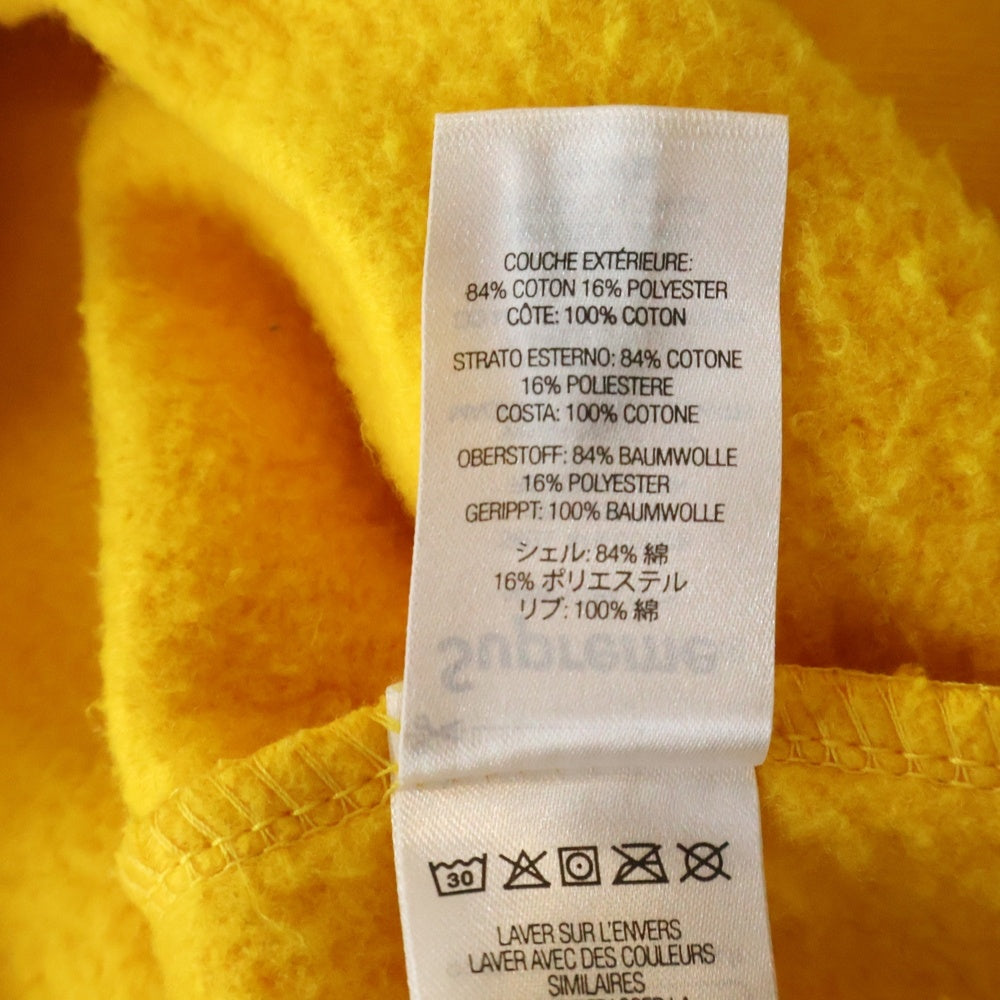 COUCHE EXTÉRIEURE:
84% COTON 16% POLYESTER
CÔTE: 100% COTON
STRATO ESTERNO: 84% COTONE
16% POLIESTERE
COSTA: 100% COTONE
OBERSTOFF: 84% BAUMWOLLE
16% POLYESTER
GERIPPT: 100% BAUMWOLLE
シェル: 84% 綿
16% ポリエステル
リブ: 100% 綿
Supreme
30
LAVER SUR L'ENVERS
LAVER AVEC DES COULEURS
SIMILAIRES